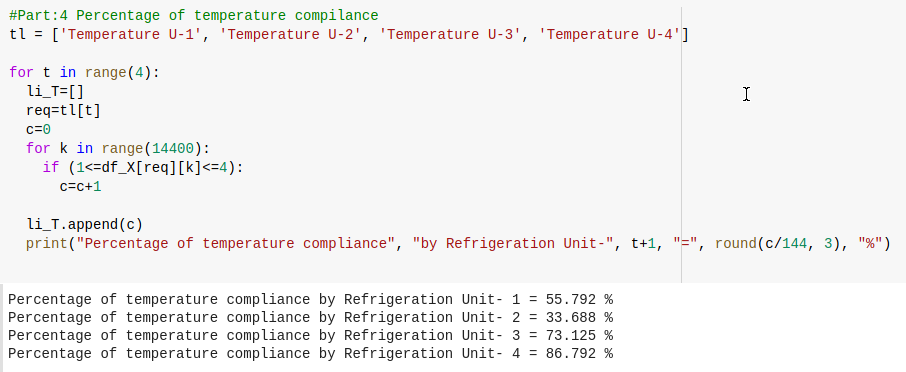 #Part:4 Percentage of temperature compilance
tl = ['Temperature U-1', 'Temperature U-2', 'Temperature U-3', 'Temperature U-4']
for t in range(4):
  li_T=[]
  req=tl[t]
  c=0
  for k in range(14400):
    if (1<=df_X[req][k]<=4):
      c=c+1
  li_T.append(c)
  print("Percentage of temperature compliance", "by Refrigeration Unit-", t+1, "=", round(c/144, 3), "%")
Percentage of temperature compliance by Refrigeration Unit- 1 = 55.792 %
Percentage of temperature compliance by Refrigeration Unit- 2 = 33.688 %
Percentage of temperature compliance by Refrigeration Unit- 3 = 73.125 %
Percentage of temperature compliance by Refrigeration Unit- 4 = 86.792 %